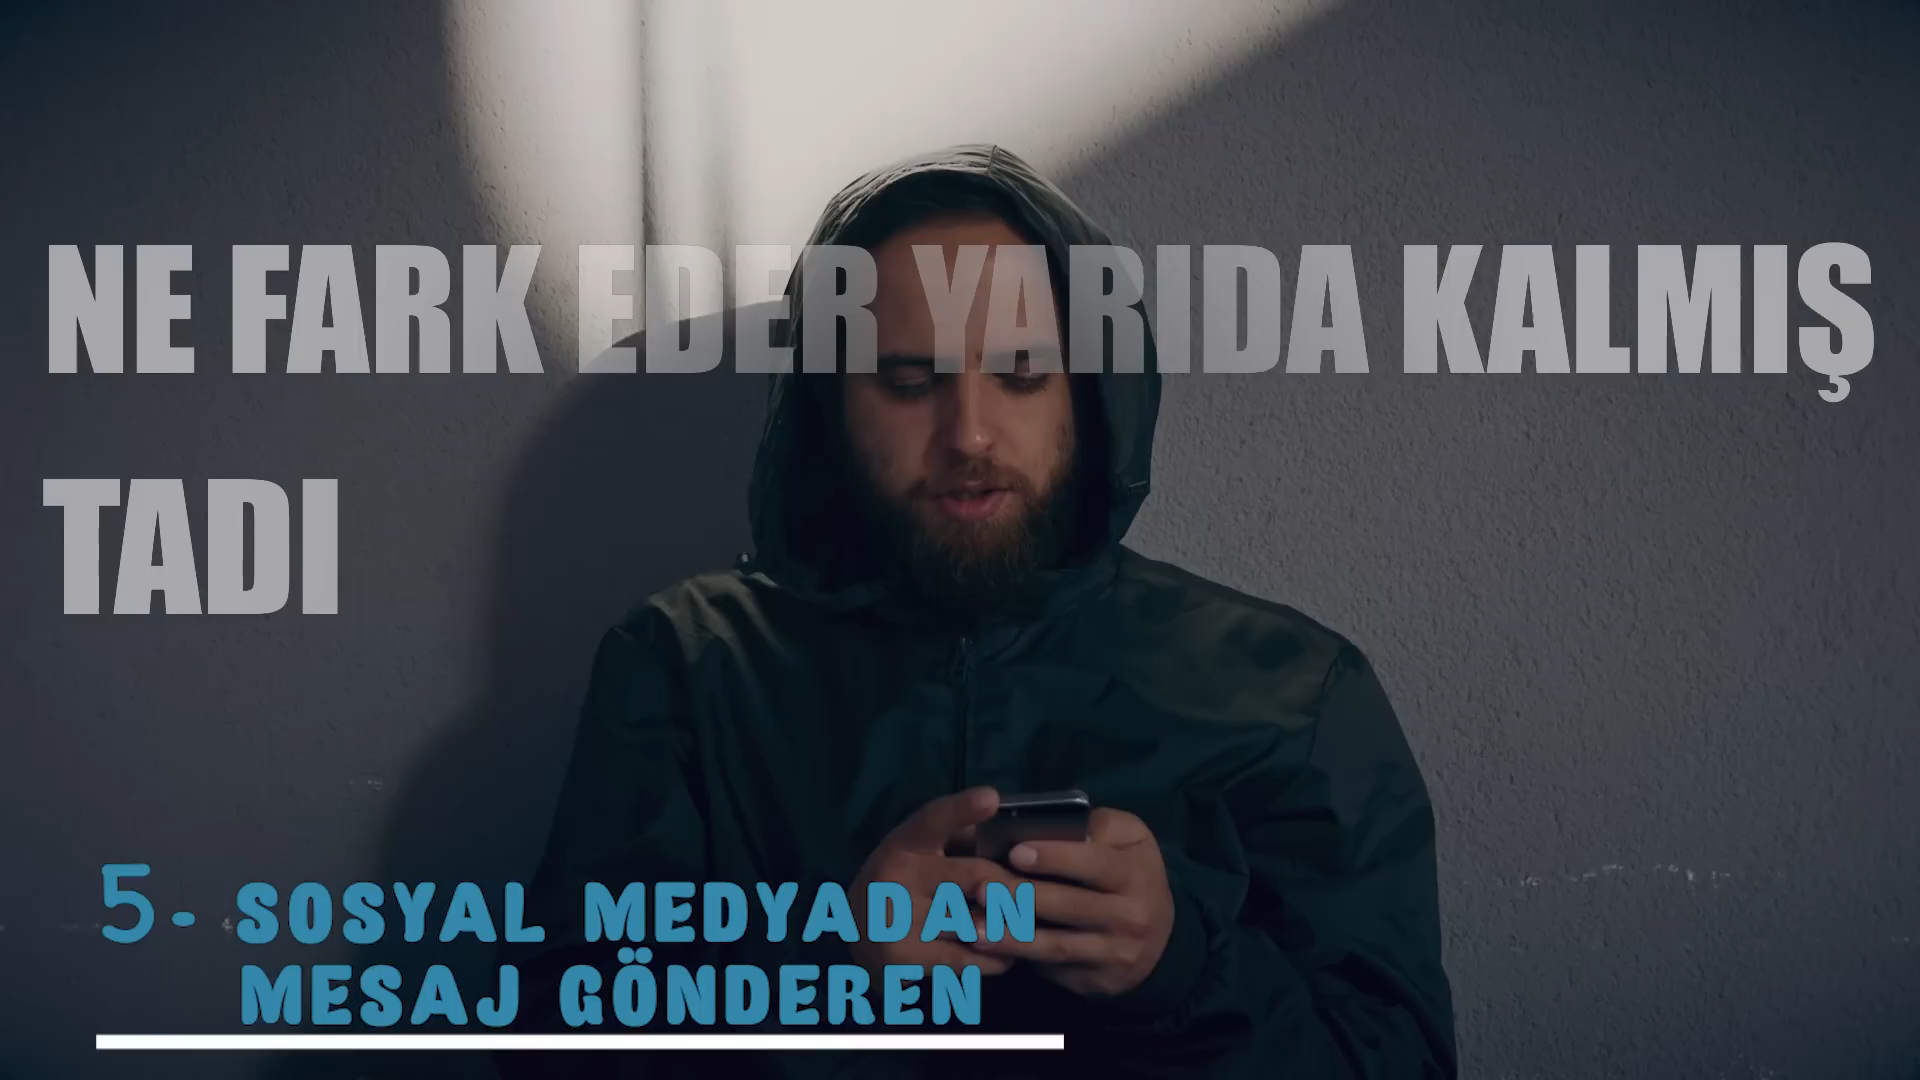 NE FARK EDER YARIDA KALMIŞ
TADI
5- SOSYAL MEDYADAN
MESAJ GÖNDEREN